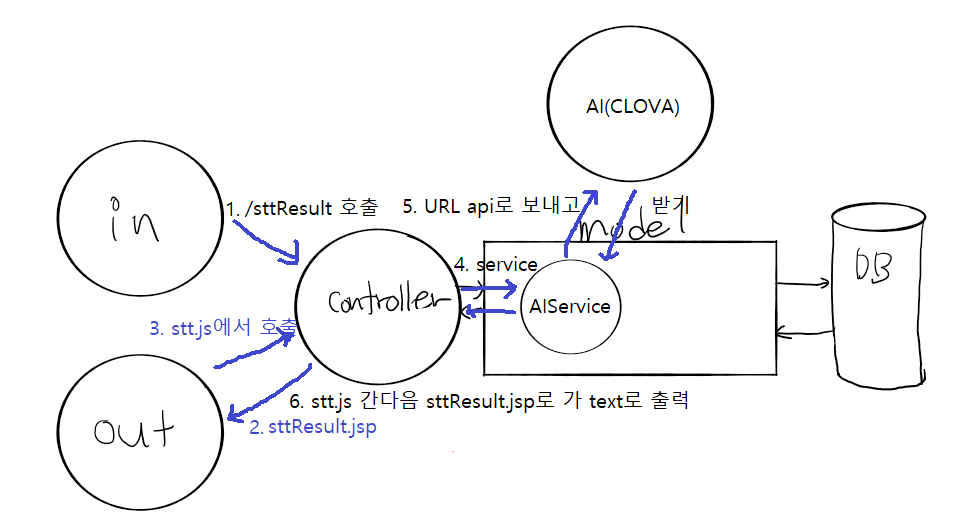 AI(CLOVA)
in
1. /sttResult 호출
5. URL api로 보내고
받기
model
4. service
controller
AIService
DB
3. stt.js에서 호출
6. stt.js 간다음 sttResult.jsp로 가 text로 출력
out
2. sttResult.jsp